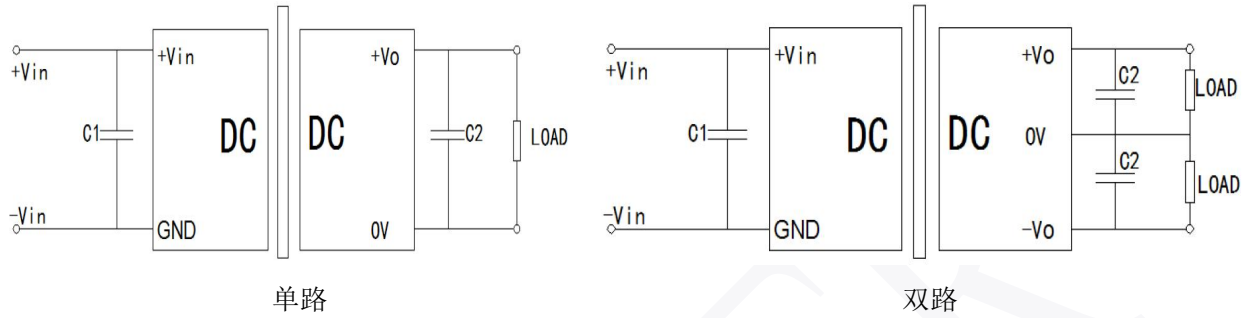 +Vin
-Vin
C1
+Vin
GND
DC
DC
+Vo
0V
C2
LOAD
单路
+Vin
-Vin
C1
+Vin
GND
DC
DC
+Vo
0V
-Vo
C2
C2
LOAD
LOAD
双路